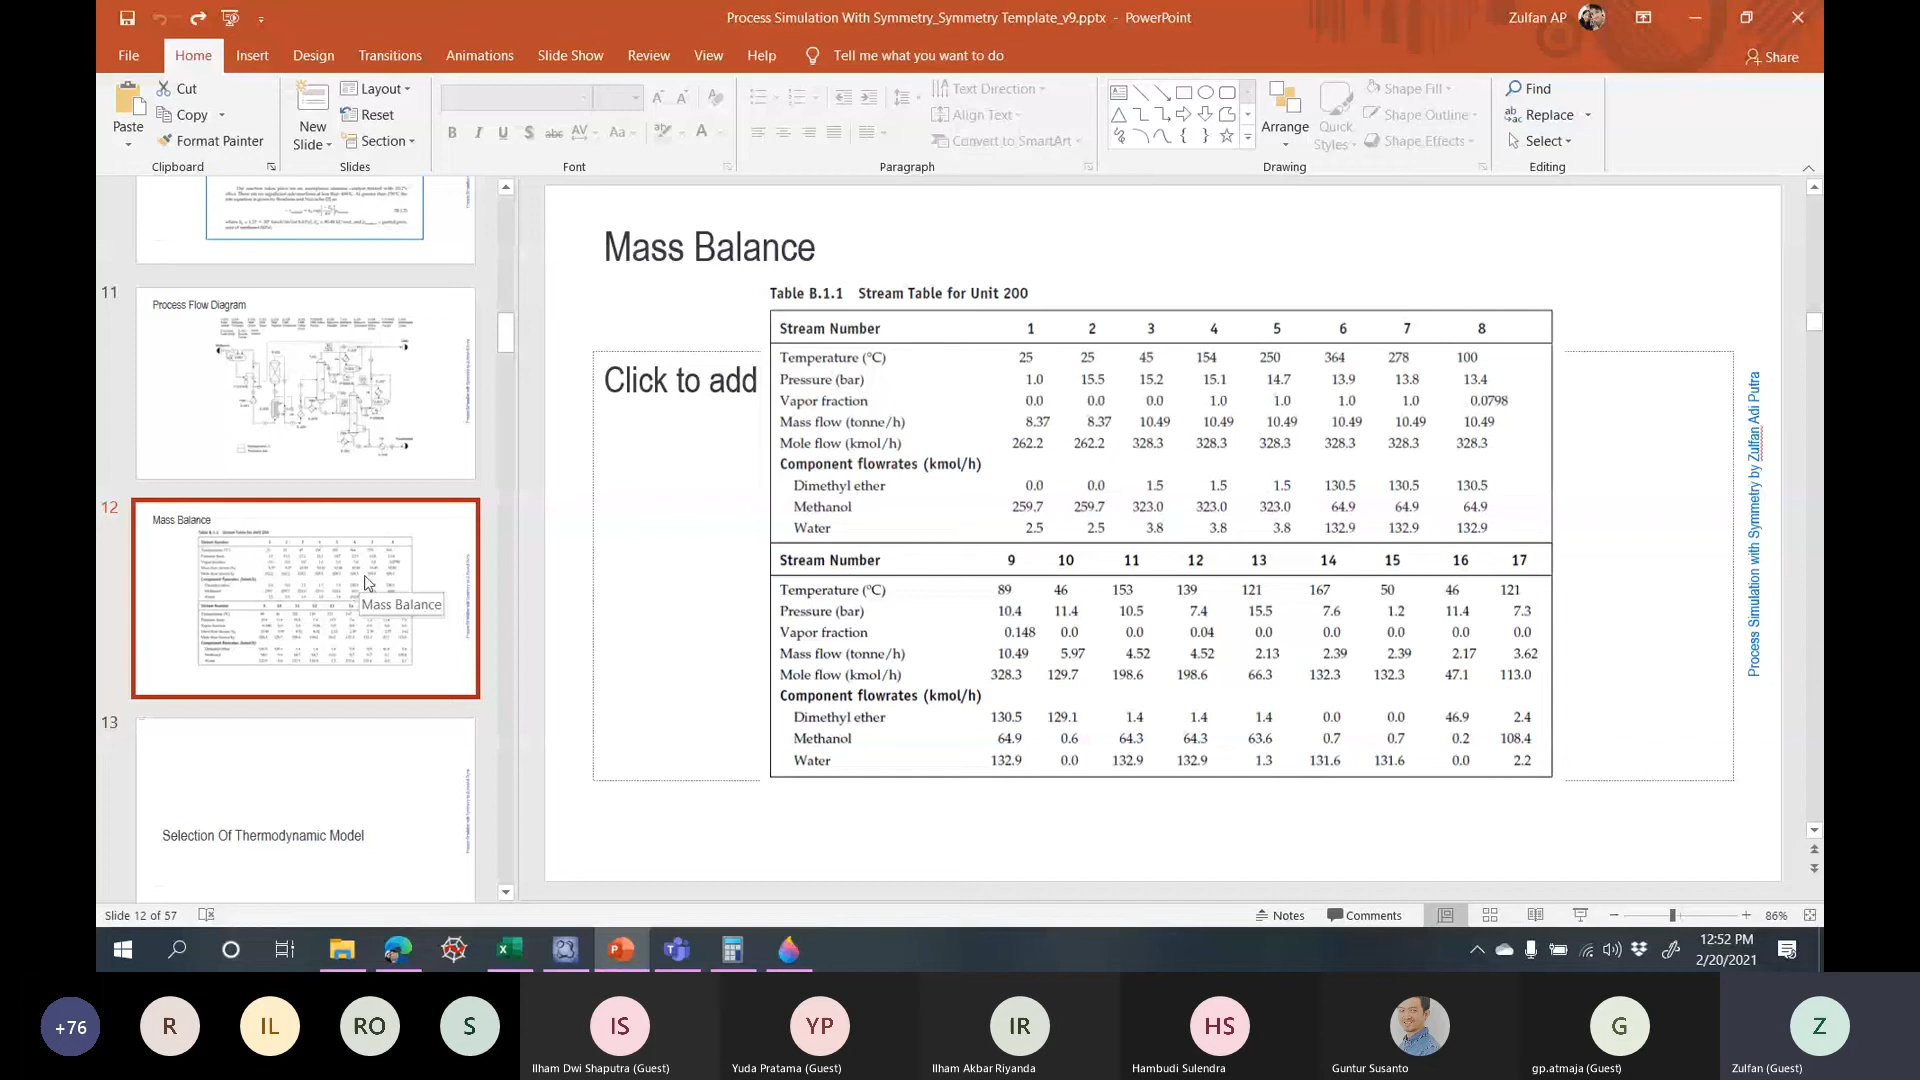 Process Simulation With Symmetry_Symmetry Template_v9.pptx - PowerPoint
Zulfan AP
File Home Insert Design Transitions Animations Slide Show Review View Help Tell me what you want to do
Share
Paste
Cut
Copy
Format Painter
Clipboard
New
Slide
Layout
Reset
Section
Slides
Font
Text Direction
Align Text
Convert to SmartArt
Paragraph
Arrange
Quick
Styles
Shape Fill
Shape Outline
Shape Effects
Drawing
Find
Replace
Select
Editing
11
Process Flow Diagram
12
Mass Balance
Mass Balance
13
Selection Of Thermodynamic Model
Mass Balance
Click to add
Table B.1.1 Stream Table for Unit 200
Stream Number 1 2 3 4 5 6 7 8
Temperature (°C) 25 25 45 154 250 364 278 100
Pressure (bar) 1.0 15.5 15.2 15.1 14.7 13.9 13.8 13.4
Vapor fraction 0.0 0.0 0.0 1.0 1.0 1.0 1.0 0.0798
Mass flow (tonne/h) 8.37 8.37 10.49 10.49 10.49 10.49 10.49 10.49
Mole flow (kmol/h) 262.2 262.2 328.3 328.3 328.3 328.3 328.3 328.3
Component flowrates (kmol/h)
Dimethyl ether 0.0 0.0 1.5 1.5 1.5 130.5 130.5 130.5
Methanol 259.7 259.7 323.0 323.0 323.0 64.9 64.9 64.9
Water 2.5 2.5 3.8 3.8 3.8 132.9 132.9 132.9
Stream Number 9 10 11 12 13 14 15 16 17
Temperature (°C) 89 46 153 139 121 167 50 46 121
Pressure (bar) 10.4 11.4 10.5 7.4 15.5 7.6 1.2 11.4 7.3
Vapor fraction 0.148 0.0 0.0 0.04 0.0 0.0 0.0 0.0 0.0
Mass flow (tonne/h) 10.49 5.97 4.52 4.52 2.13 2.39 2.39 2.17 3.62
Mole flow (kmol/h) 328.3 129.7 198.6 198.6 66.3 132.3 132.3 47.1 113.0
Component flowrates (kmol/h)
Dimethyl ether 130.5 129.1 1.4 1.4 1.4 0.0 0.0 46.9 2.4
Methanol 64.9 0.6 64.3 64.3 63.6 0.7 0.7 0.2 108.4
Water 132.9 0.0 132.9 132.9 1.3 131.6 131.6 0.0 2.2
Process Simulation with Symmetry by Zulfan Adi Putra
Slide 12 of 57
Notes
Comments
86%
12:52 PM
2/20/2021
+76 R IL RO S IS YP IR HS G Z
Ilham Dwi Shaputra (Guest) Yuda Pratama (Guest) Ilham Akbar Riyanda Hambudi Sulendra Guntur Susanto gp.atmaja (Guest) Zulfan (Guest)